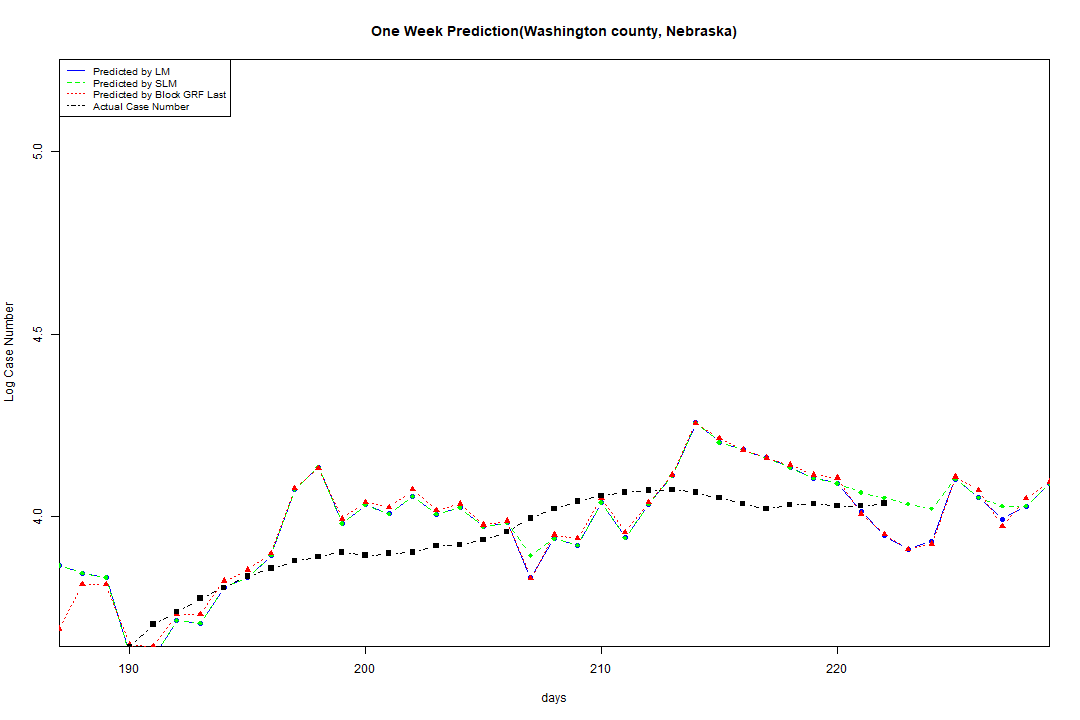 One Week Prediction(Washington county, Nebraska)
Predicted by LM
Predicted by SLM
Predicted by Block GRF Last
Actual Case Number
5.0
4.5
4.0
Log Case Number
190
200
210
220
days